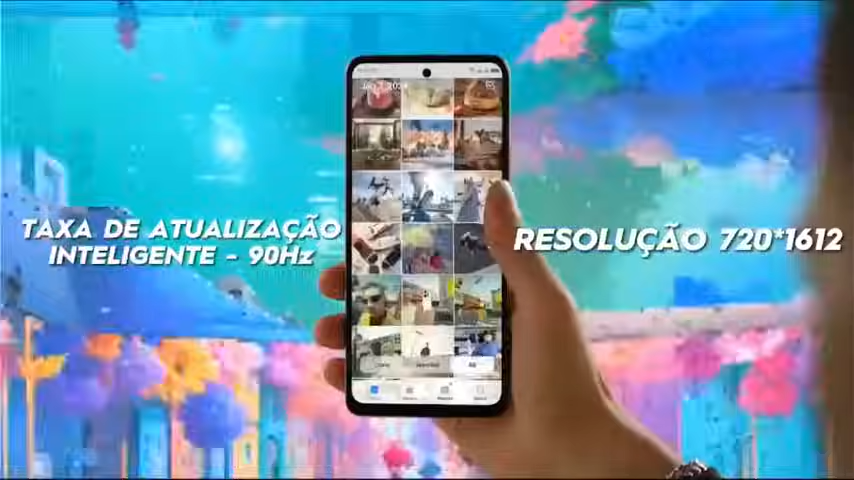 TAXA DE ATUALIZAÇÃO
INTELIGENTE - 90Hz
RESOLUÇÃO 720*1612